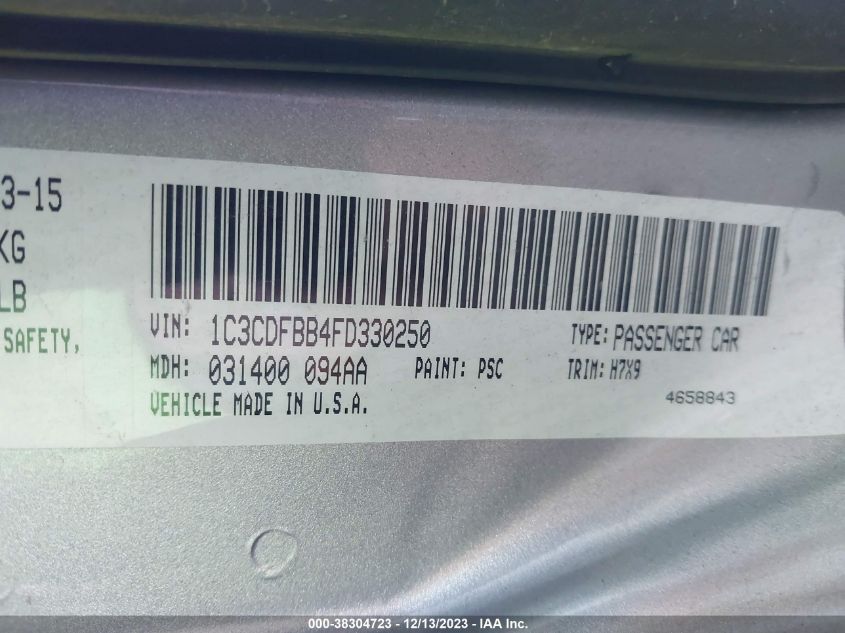 3-15
KG
LB
SAFETY,
VIN: 1C3CDFBB4FD330250 TYPE: PASSENGER CAR
MDH: 031400 094AA PAINT: PSC TRIM: H7X9
VEHICLE MADE IN U.S.A. 4658843
000-38304723 - 12/13/2023 - IAA Inc.